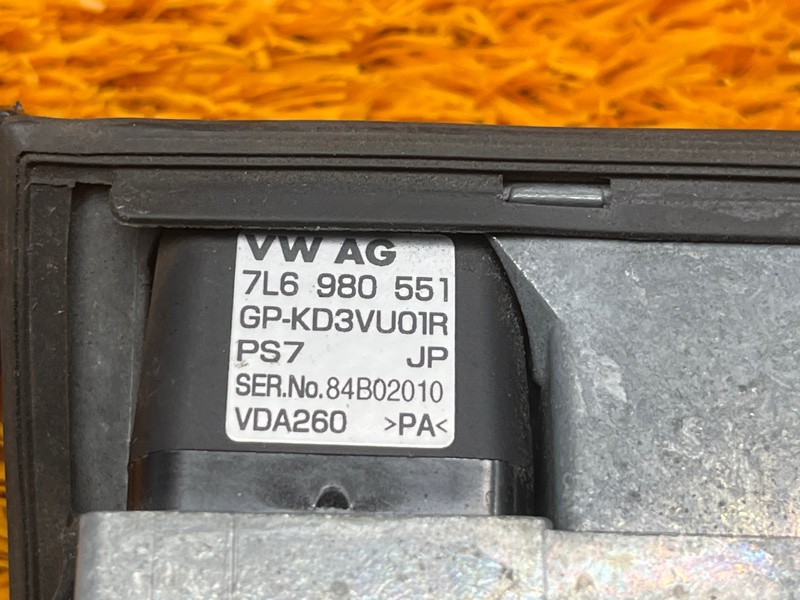 VW AG
7L6 980 551
GP-KD3VU01R
PS7 JP
SER.No.84B02010
VDA260 >PA<